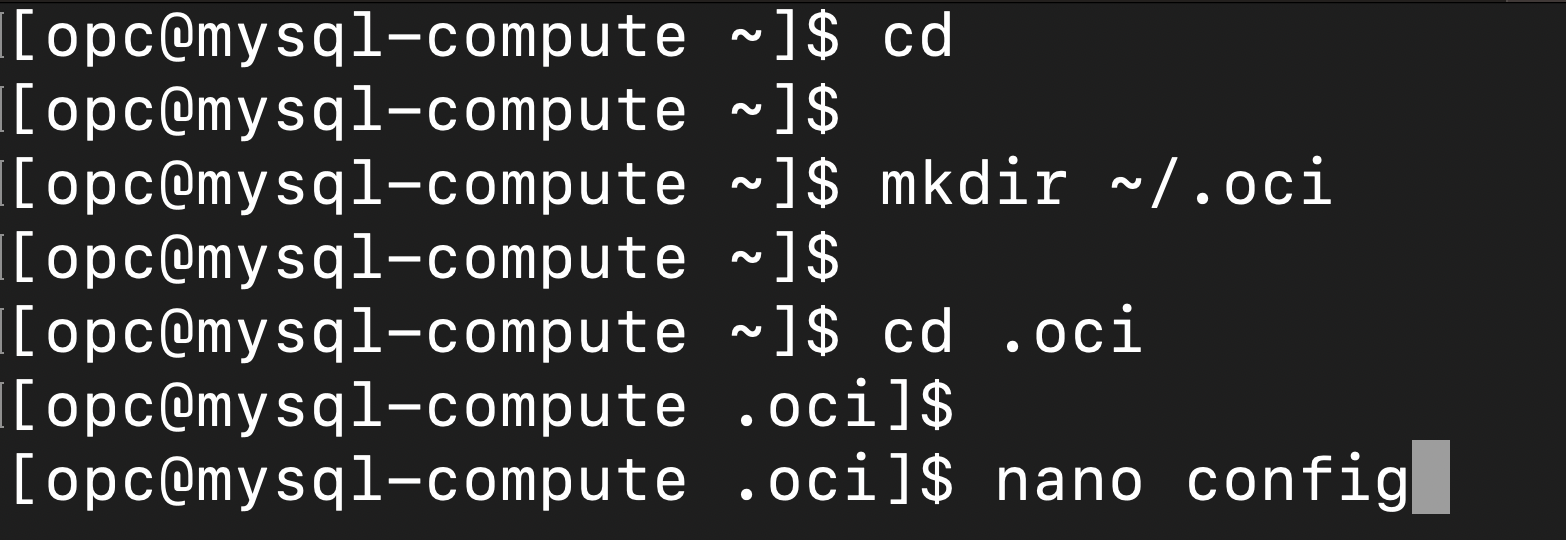 [opc@mysql-compute ~]$ cd
[opc@mysql-compute ~]$
[opc@mysql-compute ~]$ mkdir ~/.oci
[opc@mysql-compute ~]$
[opc@mysql-compute ~]$ cd .oci
[opc@mysql-compute .oci]$
[opc@mysql-compute .oci]$ nano config